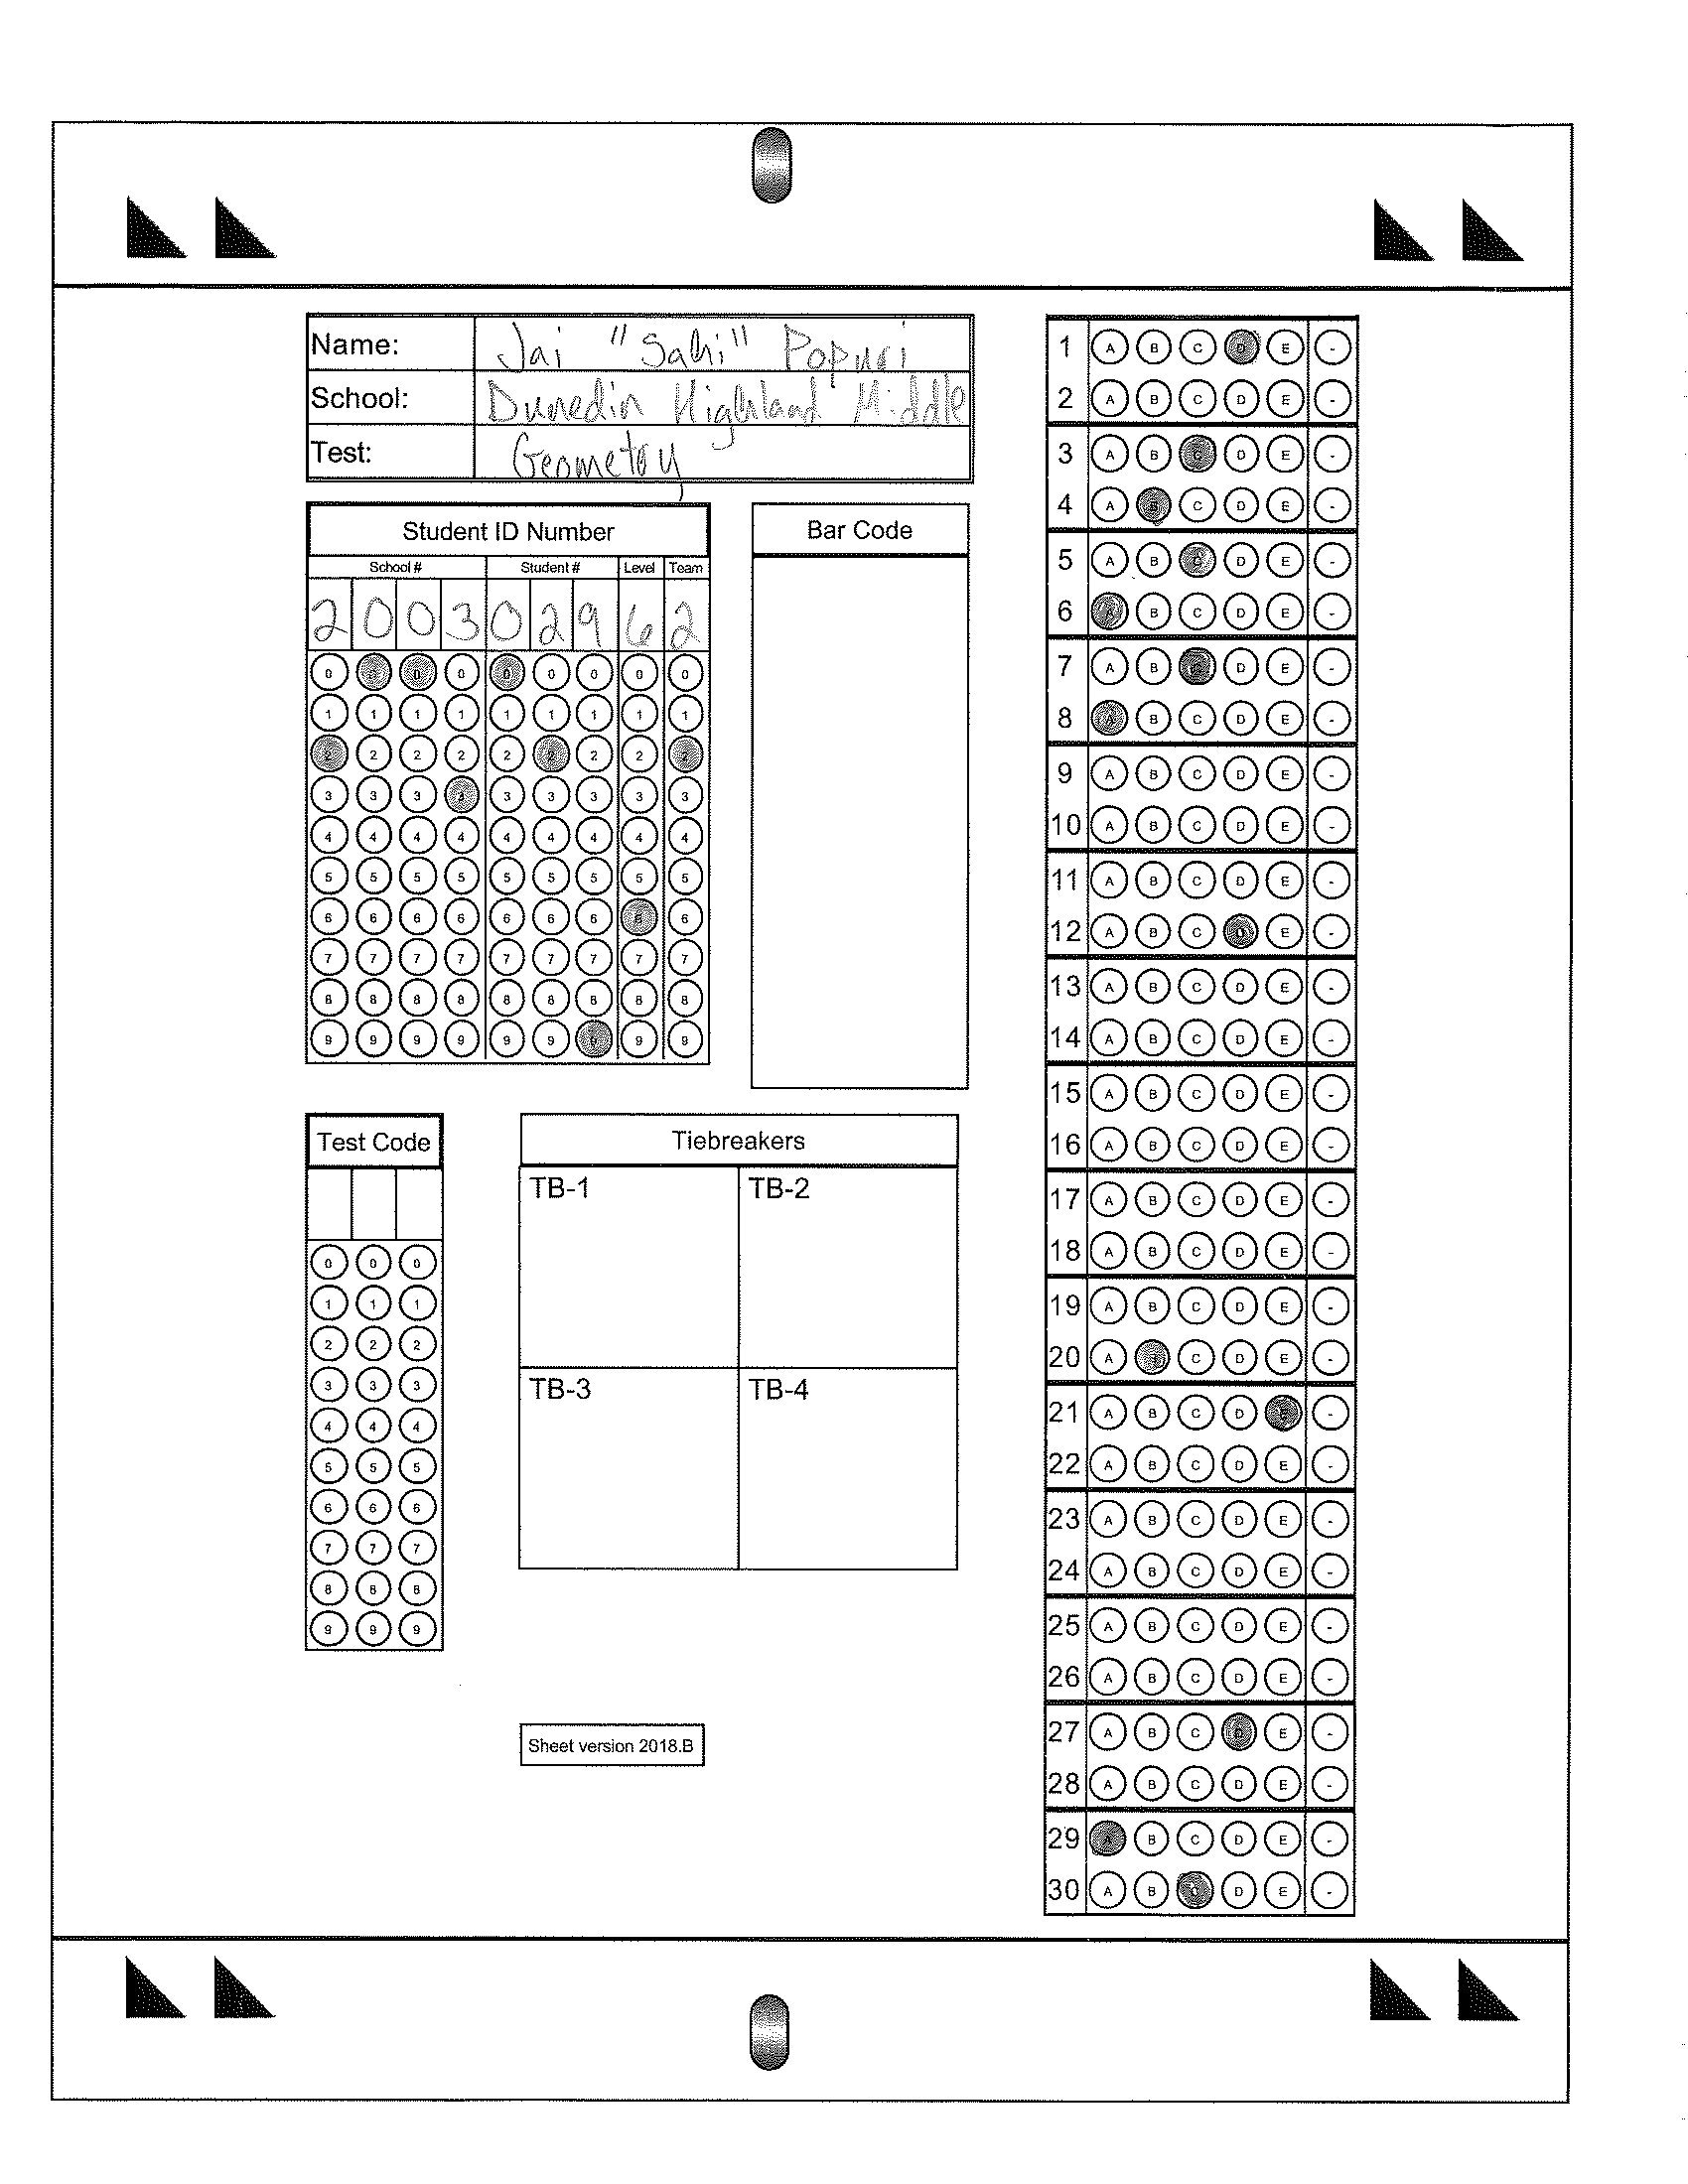 Name: Jai "Sahi" Popuri
School: Dunedin Highland Middle
Test: Geometry
Student ID Number
School # Student # Level Team
2 0 0 3 0 2 9 6 2
0 0 0 0 0 0 0 0 0
1 1 1 1 1 1 1 1 1
2 2 2 2 2 2 2 2 2
3 3 3 3 3 3 3 3 3
4 4 4 4 4 4 4 4 4
5 5 5 5 5 5 5 5 5
6 6 6 6 6 6 6 6 6
7 7 7 7 7 7 7 7 7
8 8 8 8 8 8 8 8 8
9 9 9 9 9 9 9 9 9
Bar Code
Test Code
0 0 0
1 1 1
2 2 2
3 3 3
4 4 4
5 5 5
6 6 6
7 7 7
8 8 8
9 9 9
Tiebreakers
TB-1 TB-2
TB-3 TB-4
Sheet version 2018.B
1 A B C D E -
2 A B C D E -
3 A B C D E -
4 A B C D E -
5 A B C D E -
6 A B C D E -
7 A B C D E -
8 A B C D E -
9 A B C D E -
10 A B C D E -
11 A B C D E -
12 A B C D E -
13 A B C D E -
14 A B C D E -
15 A B C D E -
16 A B C D E -
17 A B C D E -
18 A B C D E -
19 A B C D E -
20 A B C D E -
21 A B C D E -
22 A B C D E -
23 A B C D E -
24 A B C D E -
25 A B C D E -
26 A B C D E -
27 A B C D E -
28 A B C D E -
29 A B C D E -
30 A B C D E -